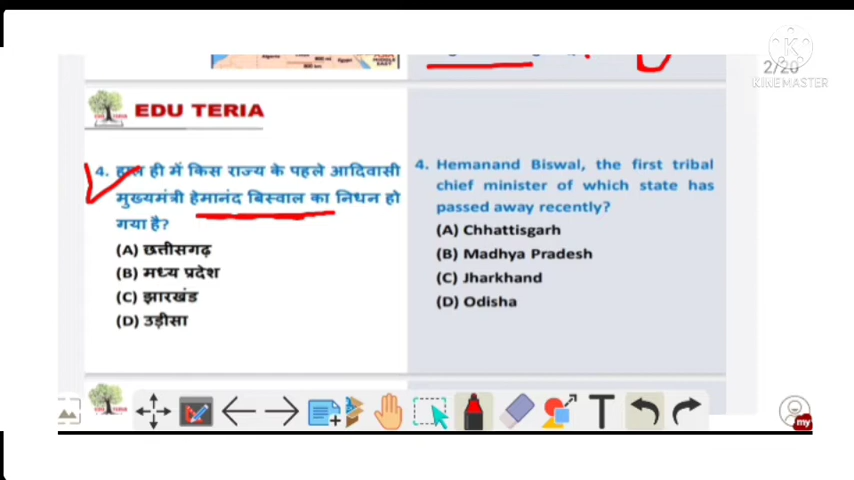 2/20
KINEMASTER
EDU TERIA
4. हाल ही में किस राज्य के पहले आदिवासी
मुख्यमंत्री हेमानंद बिस्वाल का निधन हो
गया है?
(A) छत्तीसगढ़
(B) मध्य प्रदेश
(C) झारखंड
(D) उड़ीसा
4. Hemanand Biswal, the first tribal
chief minister of which state has
passed away recently?
(A) Chhattisgarh
(B) Madhya Pradesh
(C) Jharkhand
(D) Odisha
T
my